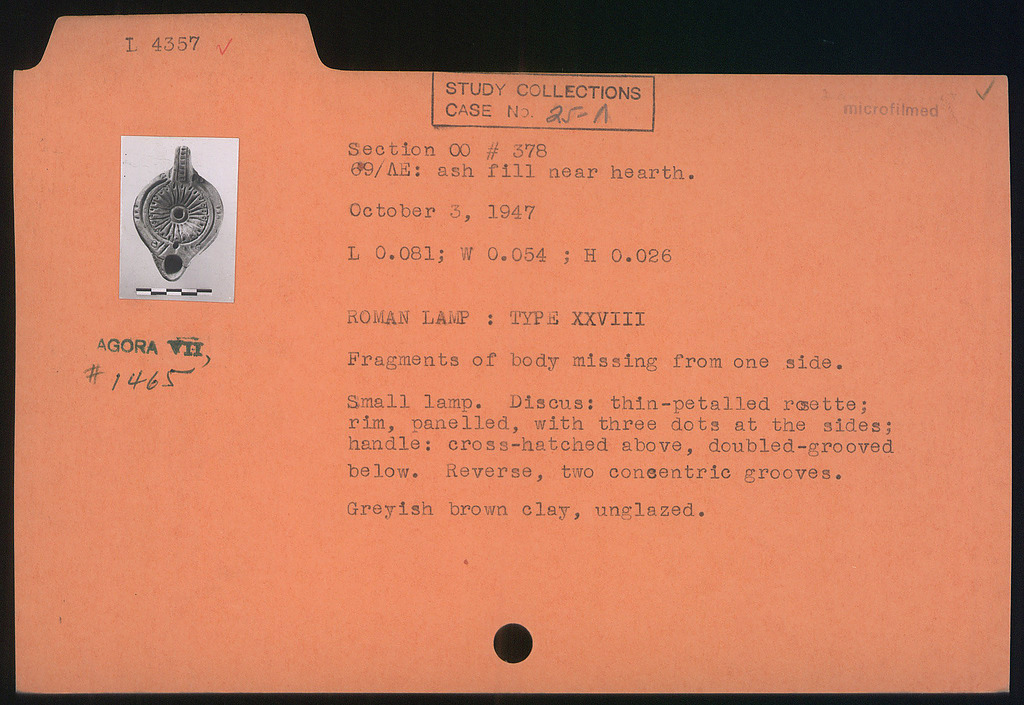 L 4357 ✓
STUDY COLLECTIONS
CASE No. 25-A
microfilmed
Section OO # 378
69/ΛΕ: ash fill near hearth.
October 3, 1947
L 0.081; W 0.054 ; H 0.026
ROMAN LAMP : TYPE XXVIII
AGORA VII,
# 1465
Fragments of body missing from one side.
Small lamp. Discus: thin-petalled rosette;
rim, panelled, with three dots at the sides;
handle: cross-hatched above, doubled-grooved
below. Reverse, two concentric grooves.
Greyish brown clay, unglazed.